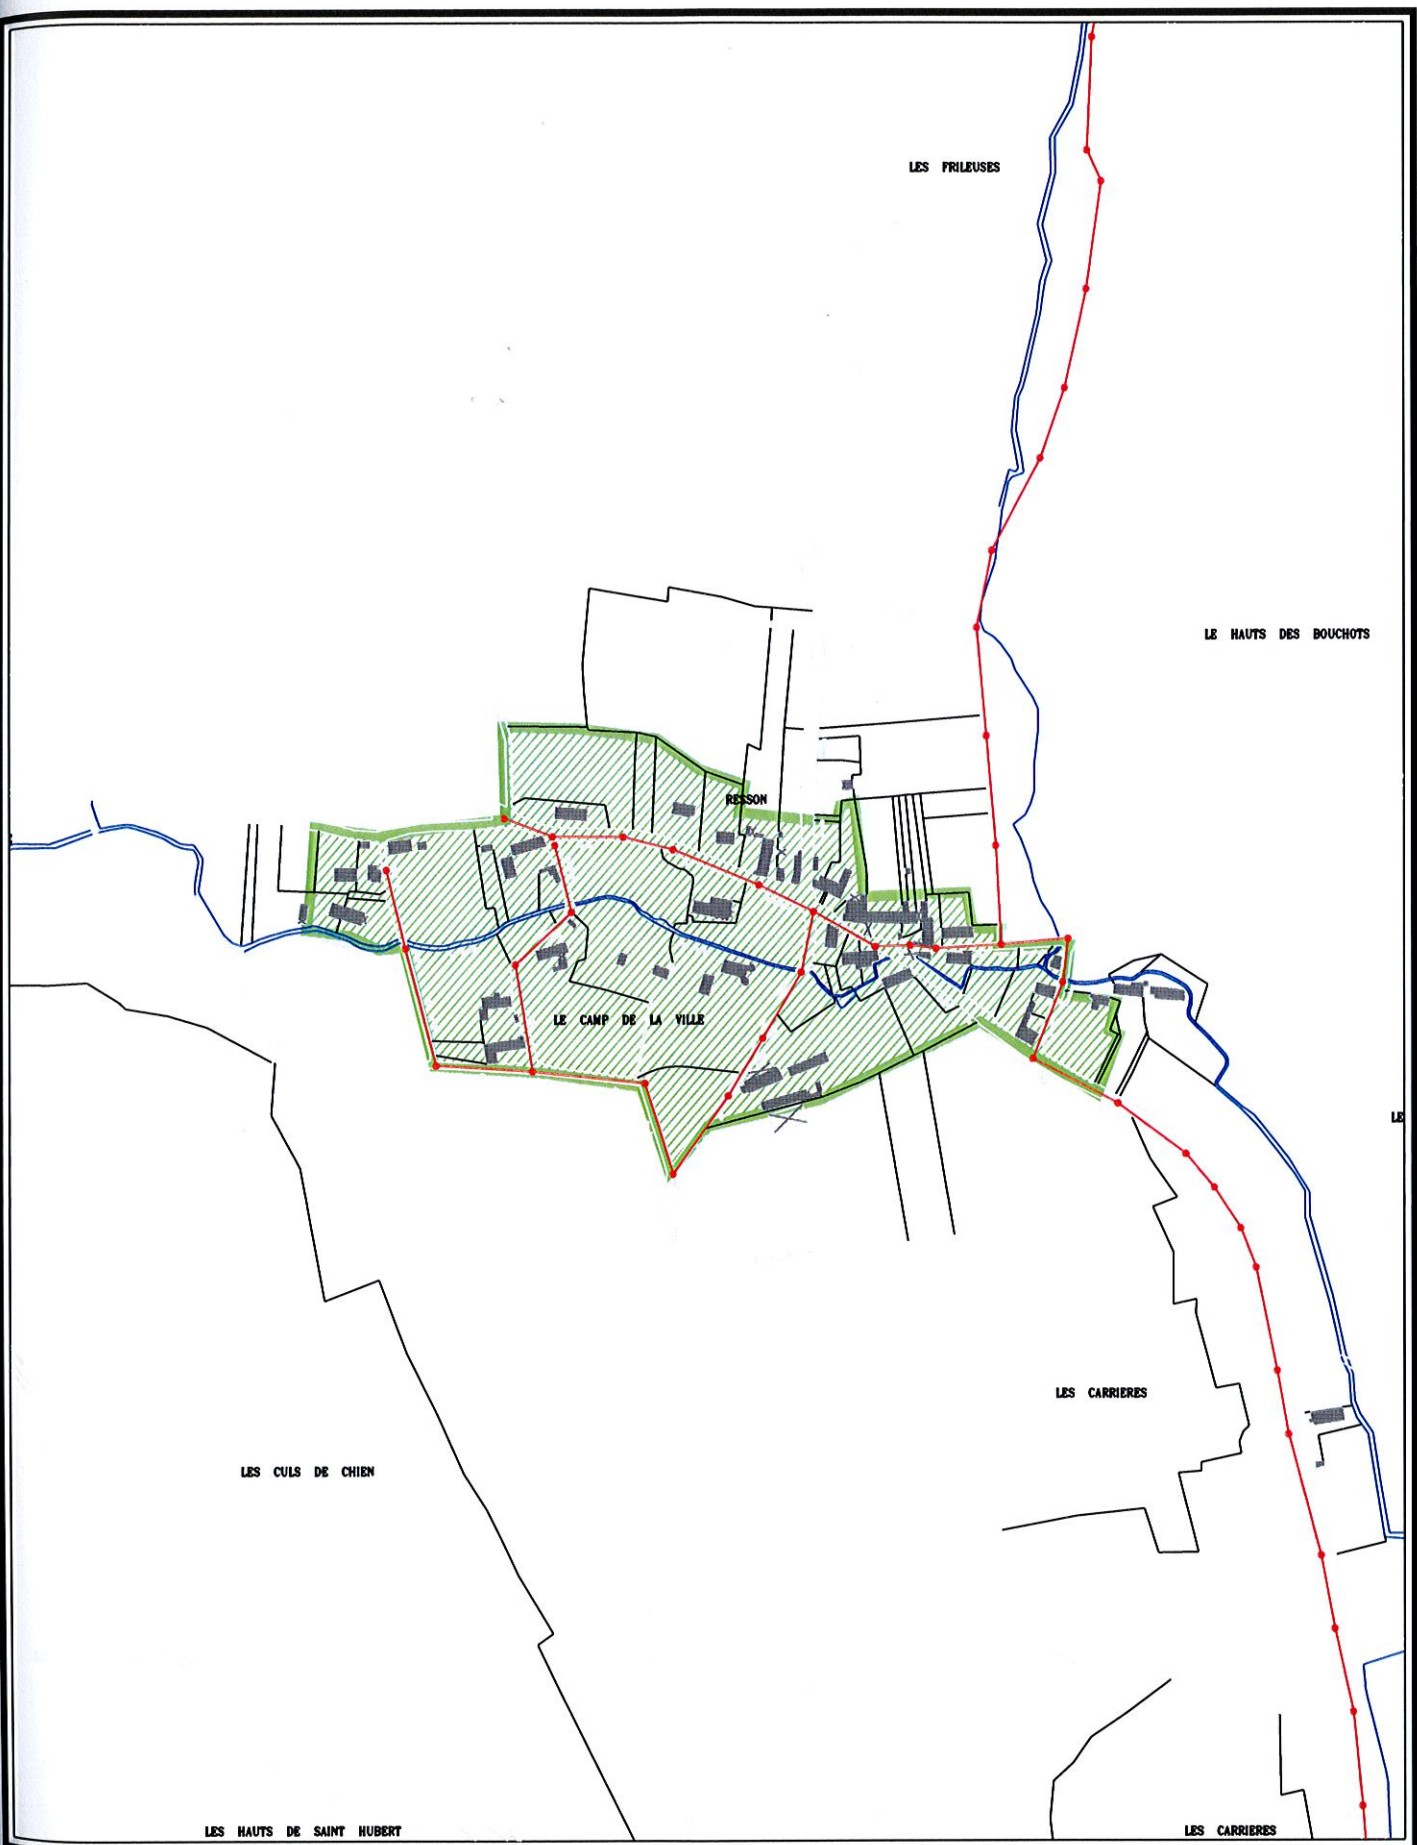 LES FRILEUSES
LE HAUTS DES BOUCHOTS
RESSON
LE CAMP DE LA VILLE
LE
LES CARRIERES
LES CULS DE CHIEN
LES HAUTS DE SAINT HUBERT
LES CARRIERES